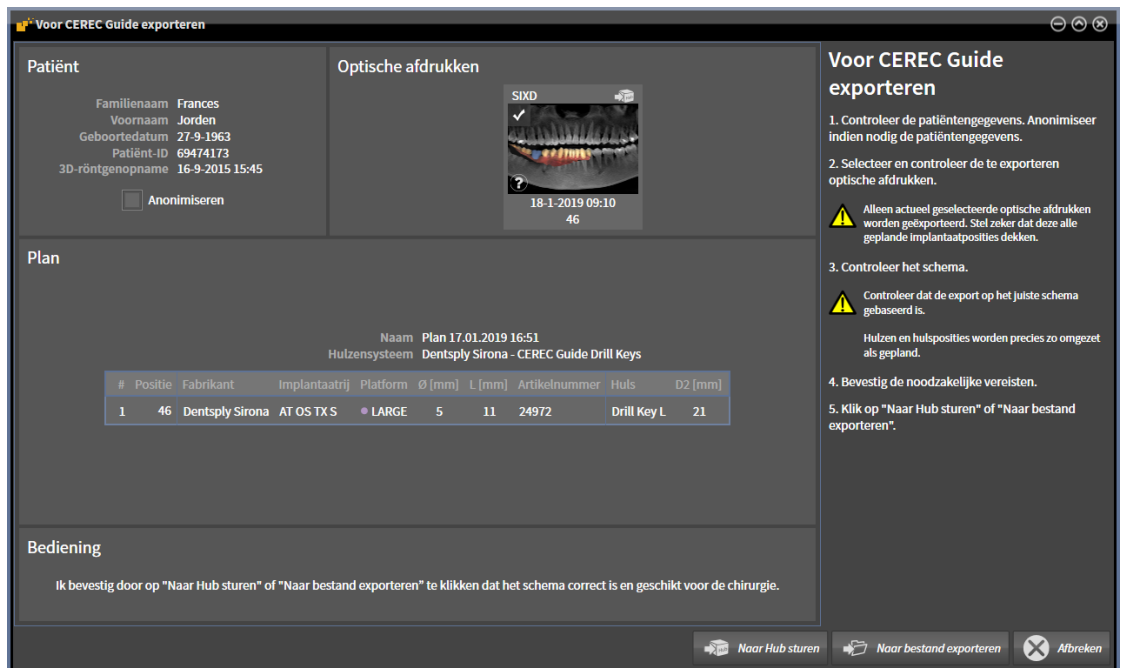 Voor CEREC Guide exporteren
Patiënt
Familienaam Frances
Voornaam Jorden
Geboortedatum 27-9-1963
Patiënt-ID 69474173
3D-röntgenopname 16-9-2015 15:45
Anonimiseren
Optische afdrukken
SIXD
?
18-1-2019 09:10
46
Plan
Naam Plan 17.01.2019 16:51
Hulzensysteem Dentsply Sirona - CEREC Guide Drill Keys
# Positie Fabrikant Implantaatrij Platform Ø [mm] L [mm] Artikelnummer Huls D2 [mm]
1 46 Dentsply Sirona AT OS TX S LARGE 5 11 24972 Drill Key L 21
Bediening
Ik bevestig door op "Naar Hub sturen" of "Naar bestand exporteren" te klikken dat het schema correct is en geschikt voor de chirurgie.
Voor CEREC Guide
exporteren
1. Controleer de patiëntengegevens. Anonimiseer
indien nodig de patiëntengegevens.
2. Selecteer en controleer de te exporteren
optische afdrukken.
Alleen actueel geselecteerde optische afdrukken
worden geëxporteerd. Stel zeker dat deze alle
geplande implantaatposities dekken.
3. Controleer het schema.
Controleer dat de export op het juiste schema
gebaseerd is.
Hulzen en hulsposities worden precies zo omgezet
als gepland.
4. Bevestig de noodzakelijke vereisten.
5. Klik op "Naar Hub sturen" of "Naar bestand
exporteren".
Naar Hub sturen
Naar bestand exporteren
Afbreken